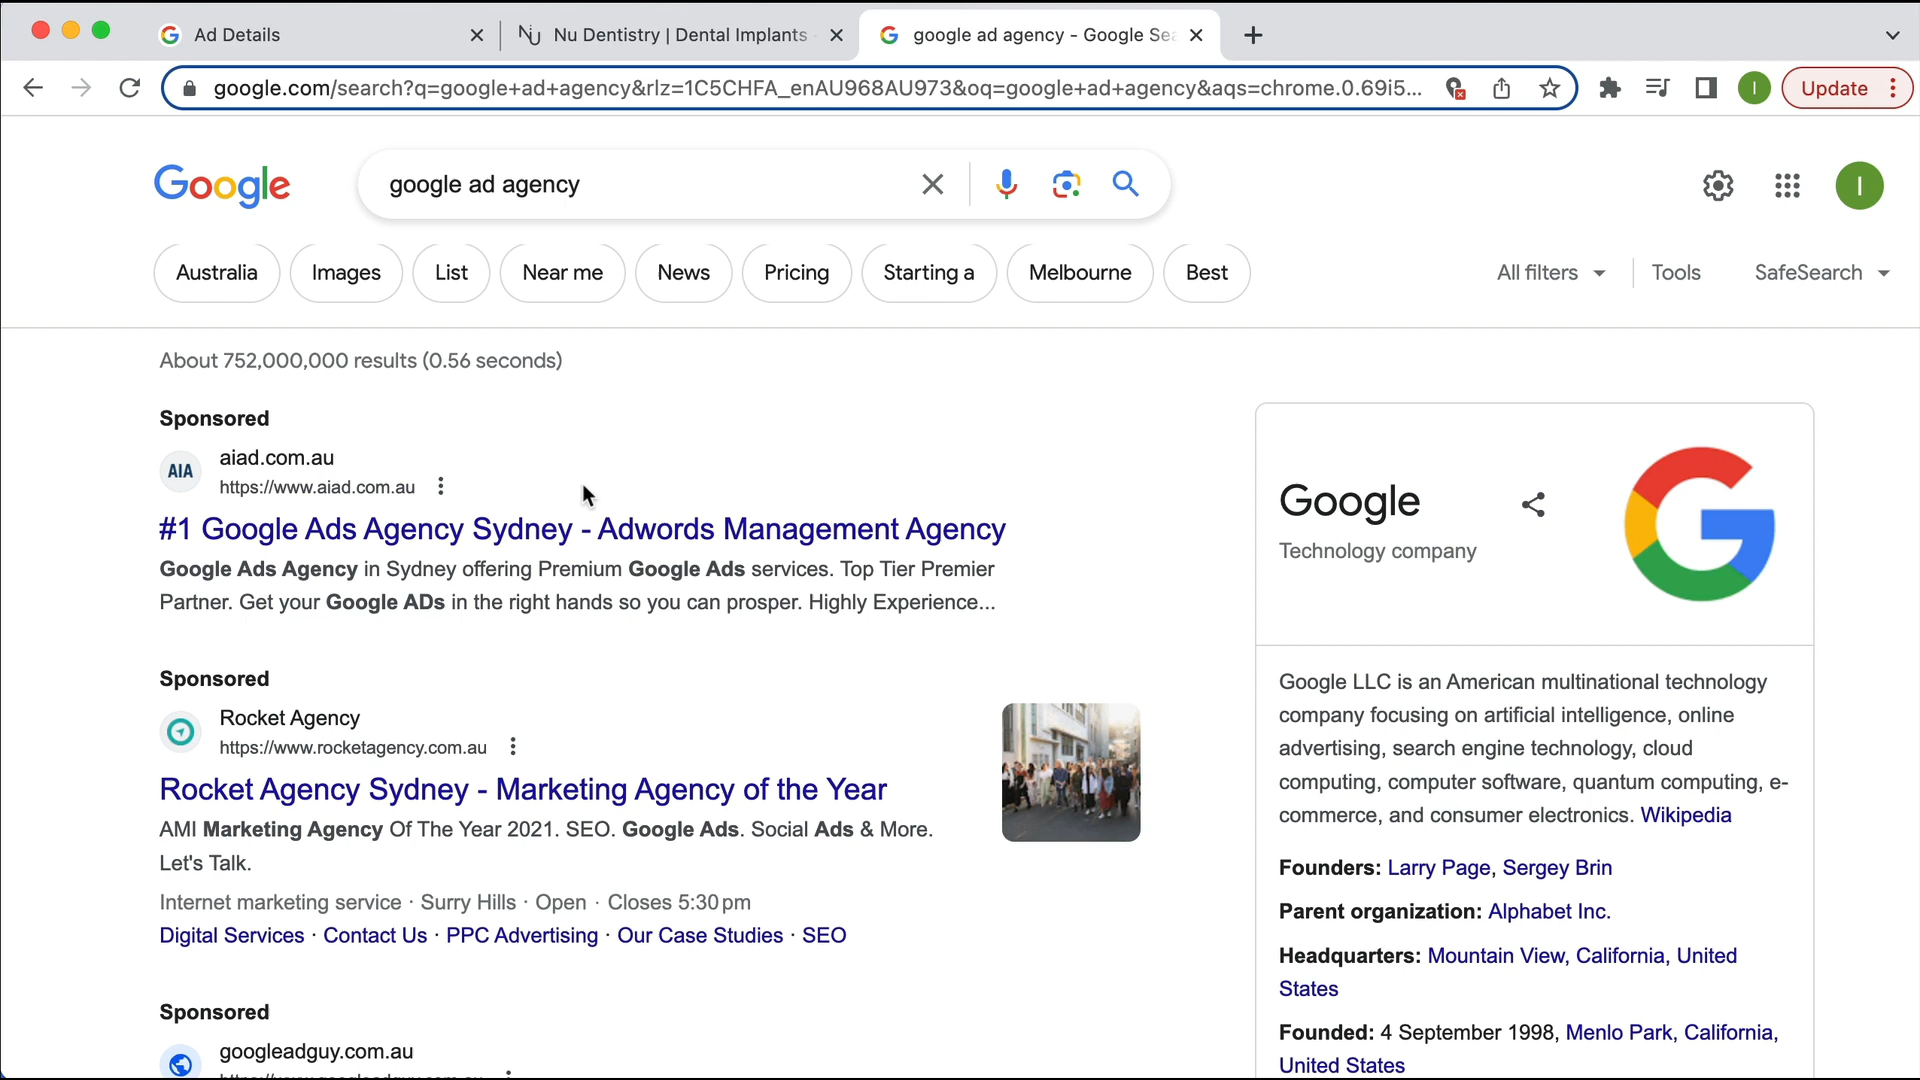 Ad Details
Nu Dentistry | Dental Implants
google ad agency - Google Sea
google.com/search?q=google+ad+agency&rlz=1C5CHFA_enAU968AU973&oq=google+ad+agency&aqs=chrome.0.69i5...
I
Update
Google
google ad agency
I
Australia
Images
List
Near me
News
Pricing
Starting a
Melbourne
Best
All filters
Tools
SafeSearch
About 752,000,000 results (0.56 seconds)
Sponsored
AIA
aiad.com.au
https://www.aiad.com.au
#1 Google Ads Agency Sydney - Adwords Management Agency
Google Ads Agency in Sydney offering Premium Google Ads services. Top Tier Premier
Partner. Get your Google ADs in the right hands so you can prosper. Highly Experience...
Sponsored
Rocket Agency
https://www.rocketagency.com.au
Rocket Agency Sydney - Marketing Agency of the Year
AMI Marketing Agency Of The Year 2021. SEO. Google Ads. Social Ads & More.
Let's Talk.
Internet marketing service · Surry Hills · Open · Closes 5:30 pm
Digital Services · Contact Us · PPC Advertising · Our Case Studies · SEO
Sponsored
googleadguy.com.au
Google
Technology company
Google LLC is an American multinational technology
company focusing on artificial intelligence, online
advertising, search engine technology, cloud
computing, computer software, quantum computing, e-
commerce, and consumer electronics. Wikipedia
Founders: Larry Page, Sergey Brin
Parent organization: Alphabet Inc.
Headquarters: Mountain View, California, United
States
Founded: 4 September 1998, Menlo Park, California,
United States